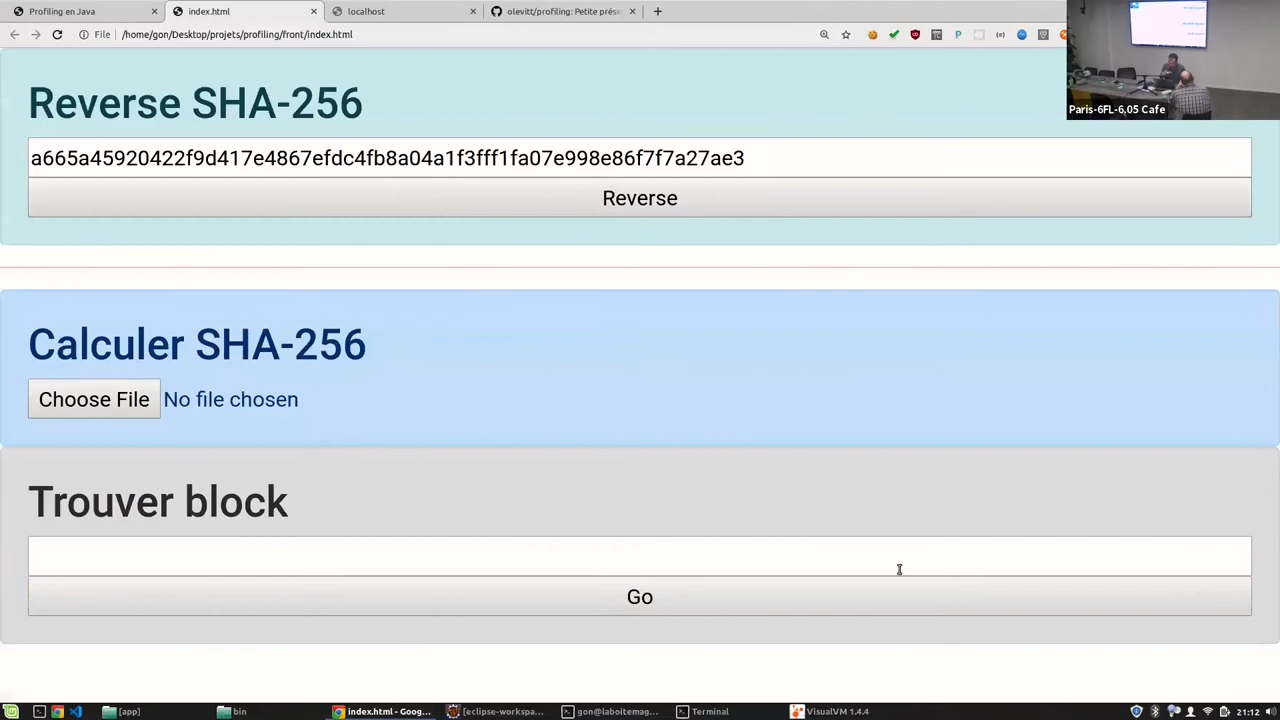 Profiling en Java
index.html
localhost
olevitt/profiling: Petite prés
File
/home/gon/Desktop/projets/profiling/front/index.html
Paris-6FL-6,05 Cafe
Reverse SHA-256
a665a45920422f9d417e4867efdc4fb8a04a1f3fff1fa07e998e86f7f7a27ae3
Reverse
Calculer SHA-256
Choose File No file chosen
Trouver block
Go
[app]
bin
index.html - Goog...
[eclipse-workspa...
gon@laboitemag...
Terminal
VisualVM 1.4.4
21:12